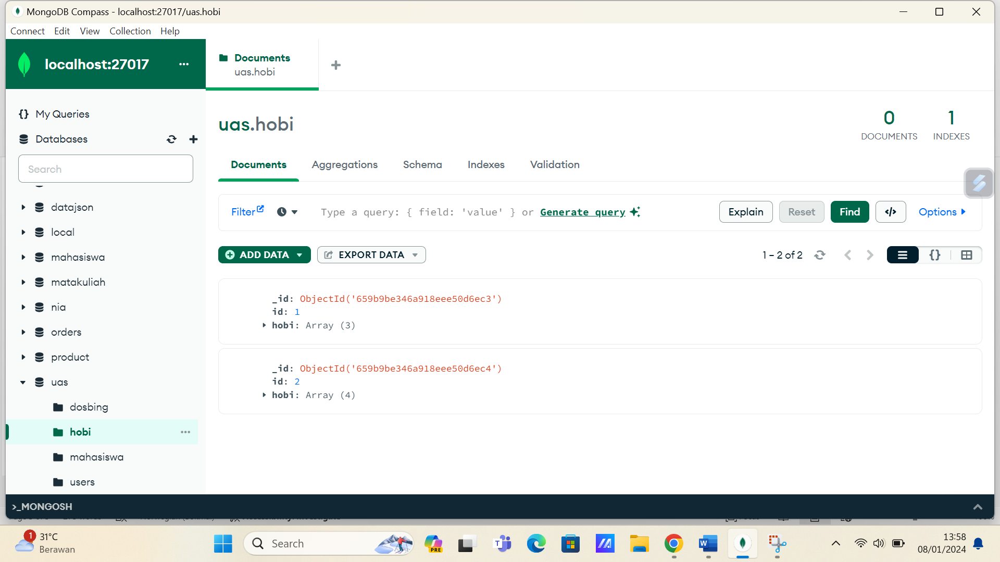 MongoDB Compass - localhost:27017/uas.hobi
Connect Edit View Collection Help
localhost:27017 ...
Documents
uas.hobi
My Queries
Databases
Search
datajson
local
mahasiswa
matakuliah
nia
orders
product
uas
dosbing
hobi
mahasiswa
users
uas.hobi
0
DOCUMENTS
1
INDEXES
Documents Aggregations Schema Indexes Validation
Filter Type a query: { field: 'value' } or Generate query Explain Reset Find </> Options
ADD DATA EXPORT DATA 1 – 2 of 2 {}
_id: ObjectId('659b9be346a918eee50d6ec3')
id: 1
hobi: Array (3)
_id: ObjectId('659b9be346a918eee50d6ec4')
id: 2
hobi: Array (4)
>_MONGOSH
1 31°C
Berawan
Search
PRE
13:58
08/01/2024